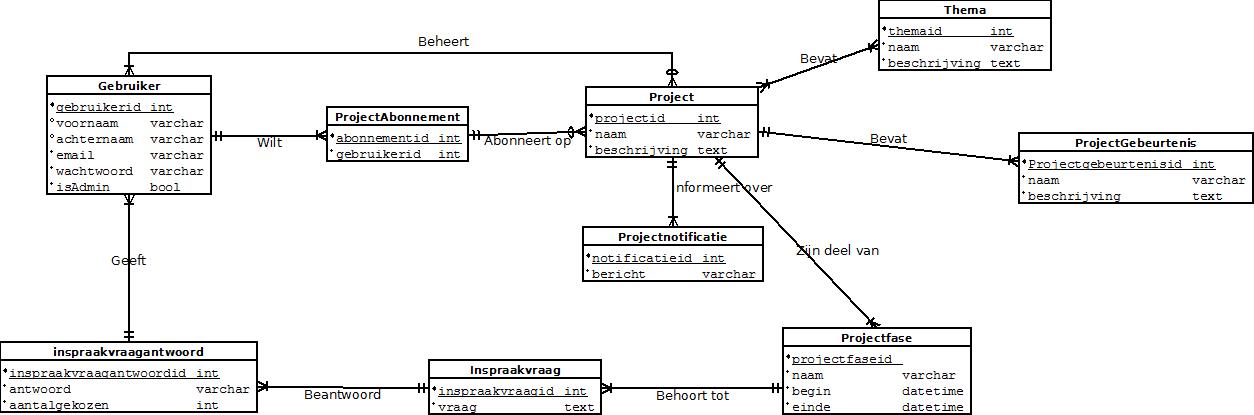 Thema
themaid int
naam varchar
beschrijving text
Beheert
Bevat
Gebruiker
gebruikerid int
voornaam varchar
achternaam varchar
email varchar
wachtwoord varchar
isAdmin bool
Wilt
ProjectAbonnement
abonnementid int
gebruikerid int
Abonneert op
Project
projectid int
naam varchar
beschrijving text
Bevat
ProjectGebeurtenis
Projectgebeurtenisid int
naam varchar
beschrijving text
nformeert over
Projectnotificatie
notificatieid int
bericht varchar
Zijn deel van
Geeft
Projectfase
projectfaseid
naam varchar
begin datetime
einde datetime
inspraakvraagantwoord
inspraakvraagantwoordid int
antwoord varchar
aantalgekozen int
Beantwoord
Inspraakvraag
inspraakvraagid int
vraag text
Behoort tot